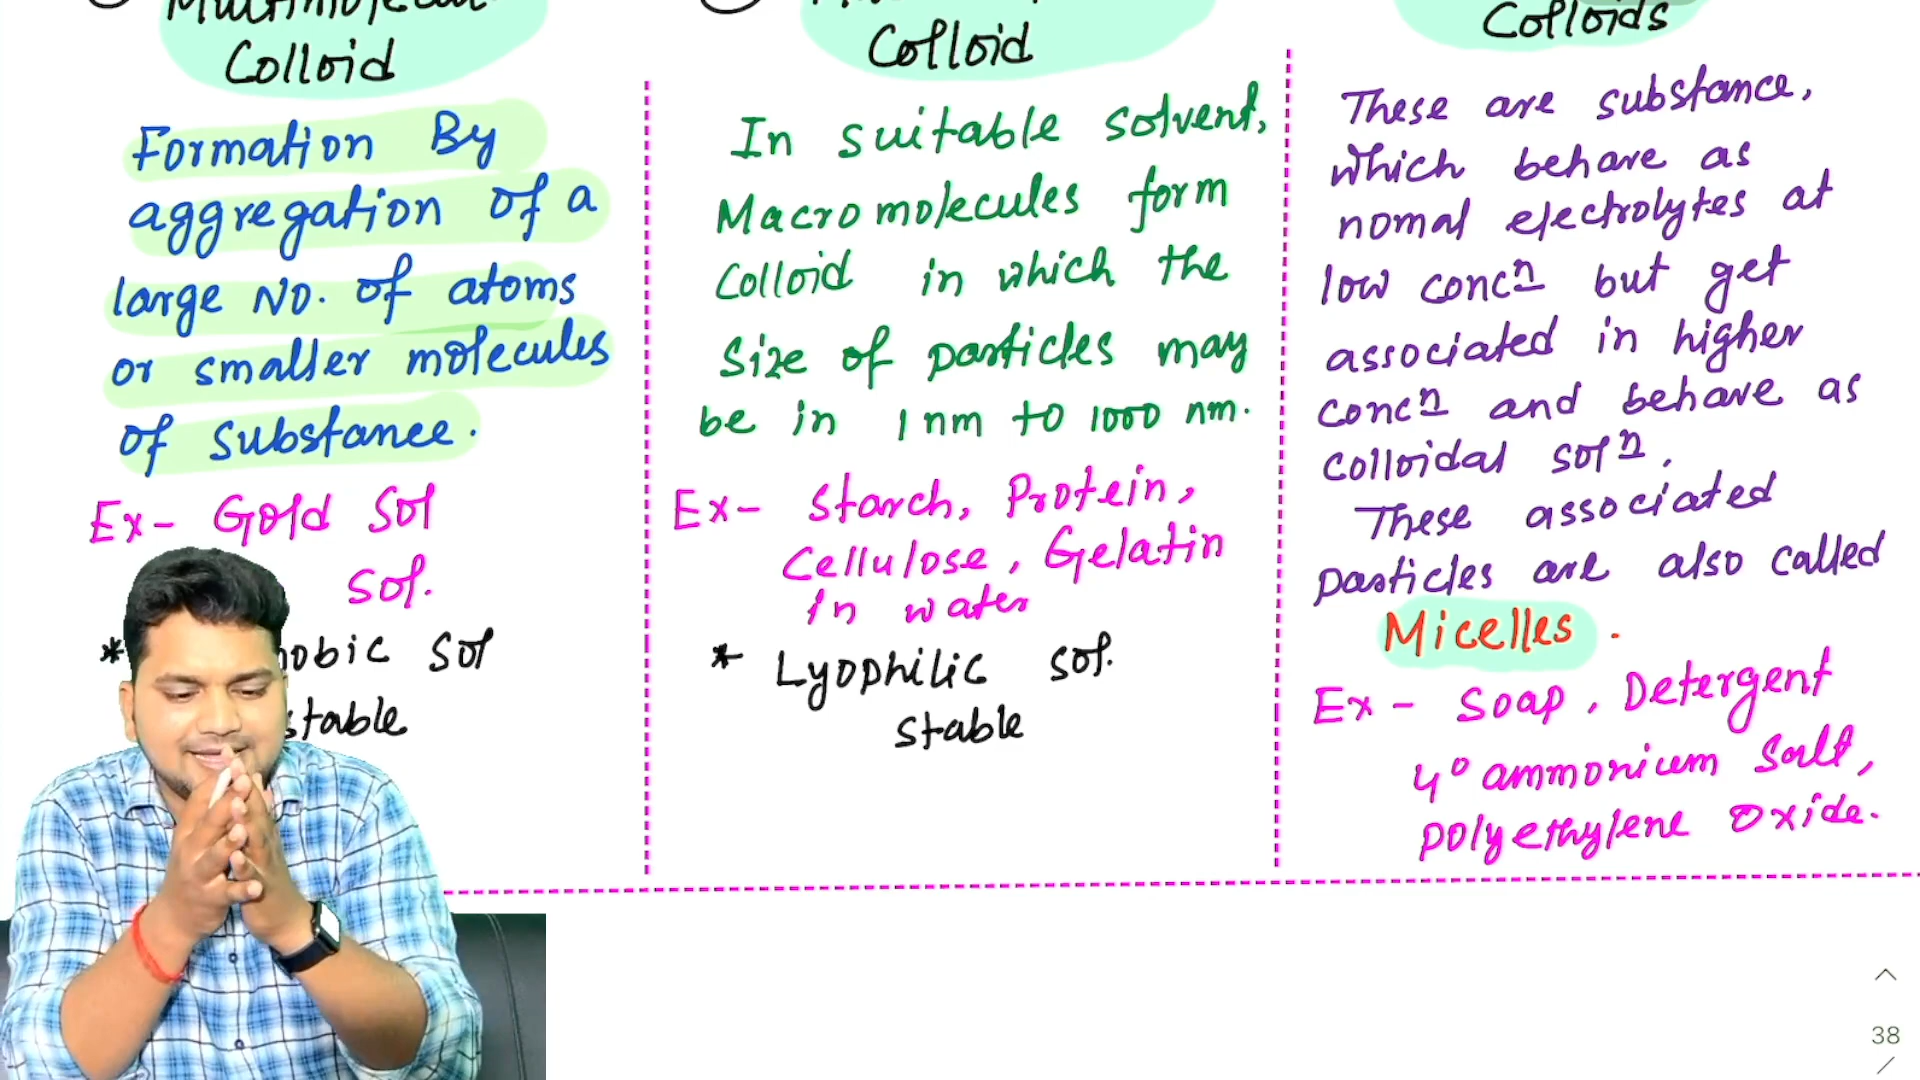 Colloid
Formation By
aggregation of a
large No. of atoms
or smaller molecules
of substance.
Ex- Gold Sol
Sol.
*
Sol
stable
Colloid
In suitable solvent,
Macromolecules form
Colloid in which the
Size of particles may
be in 1 nm to 1000 nm.
Ex- Starch, Protein,
Cellulose, Gelatin
in water
* Lyophilic sol.
stable
Colloids
These are substance,
which behave as
nomal electrolytes at
low concⁿ but get
associated in higher
concⁿ and behave as
colloidal solⁿ.
These associated
particles are also called
Micelles.
Ex- Soap, Detergent
4° ammonium Salt,
polyethylene oxide.
38